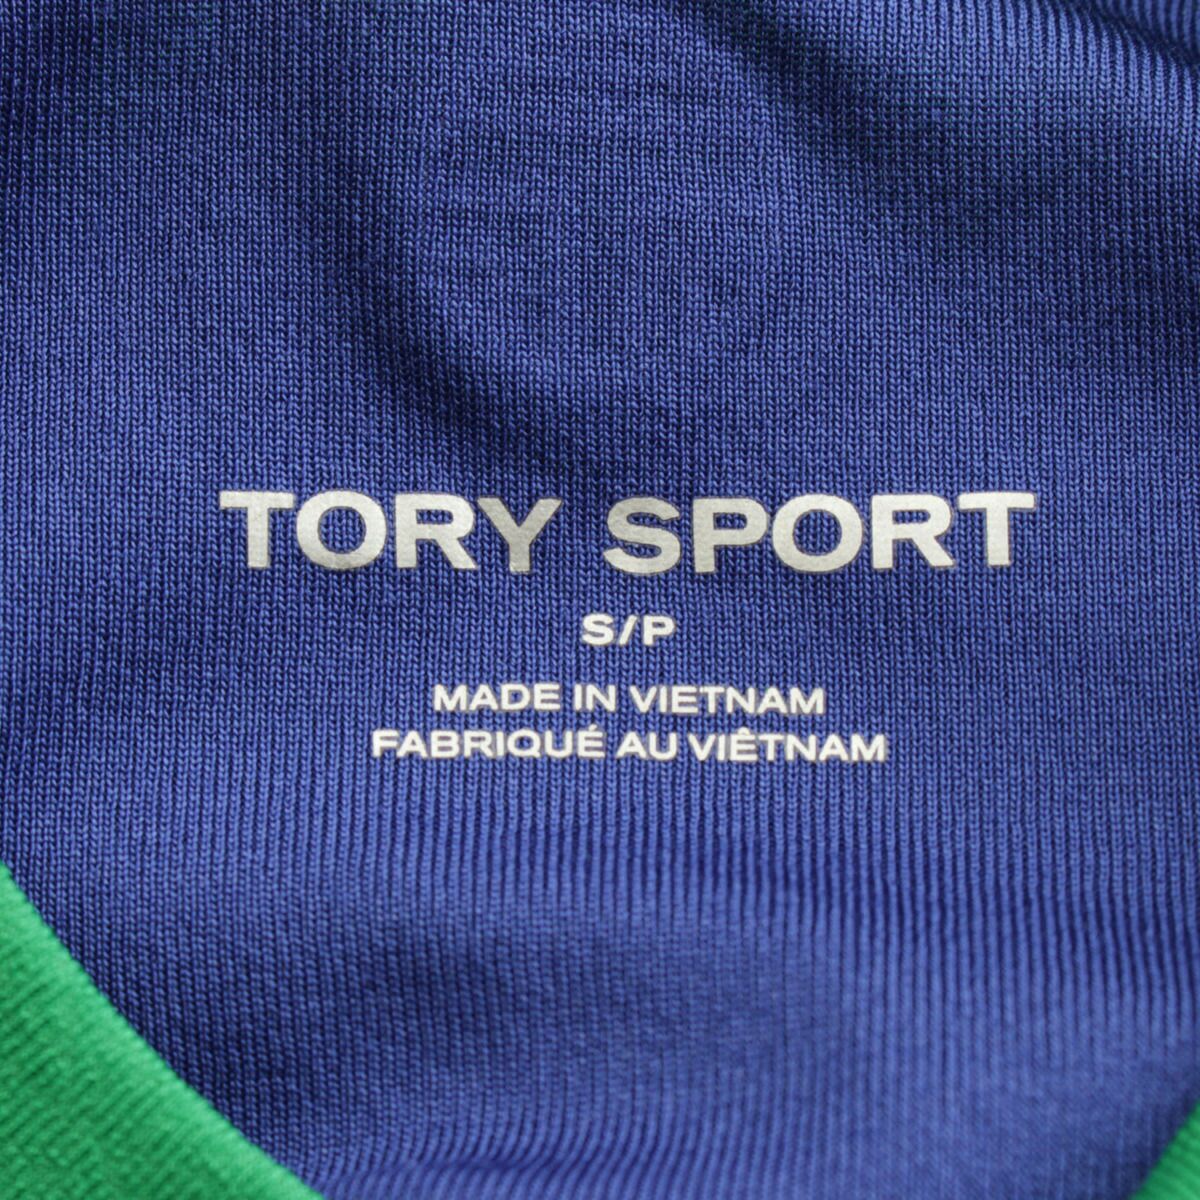 TORY SPORT
S/P
MADE IN VIETNAM
FABRIQUÉ AU VIÊTNAM